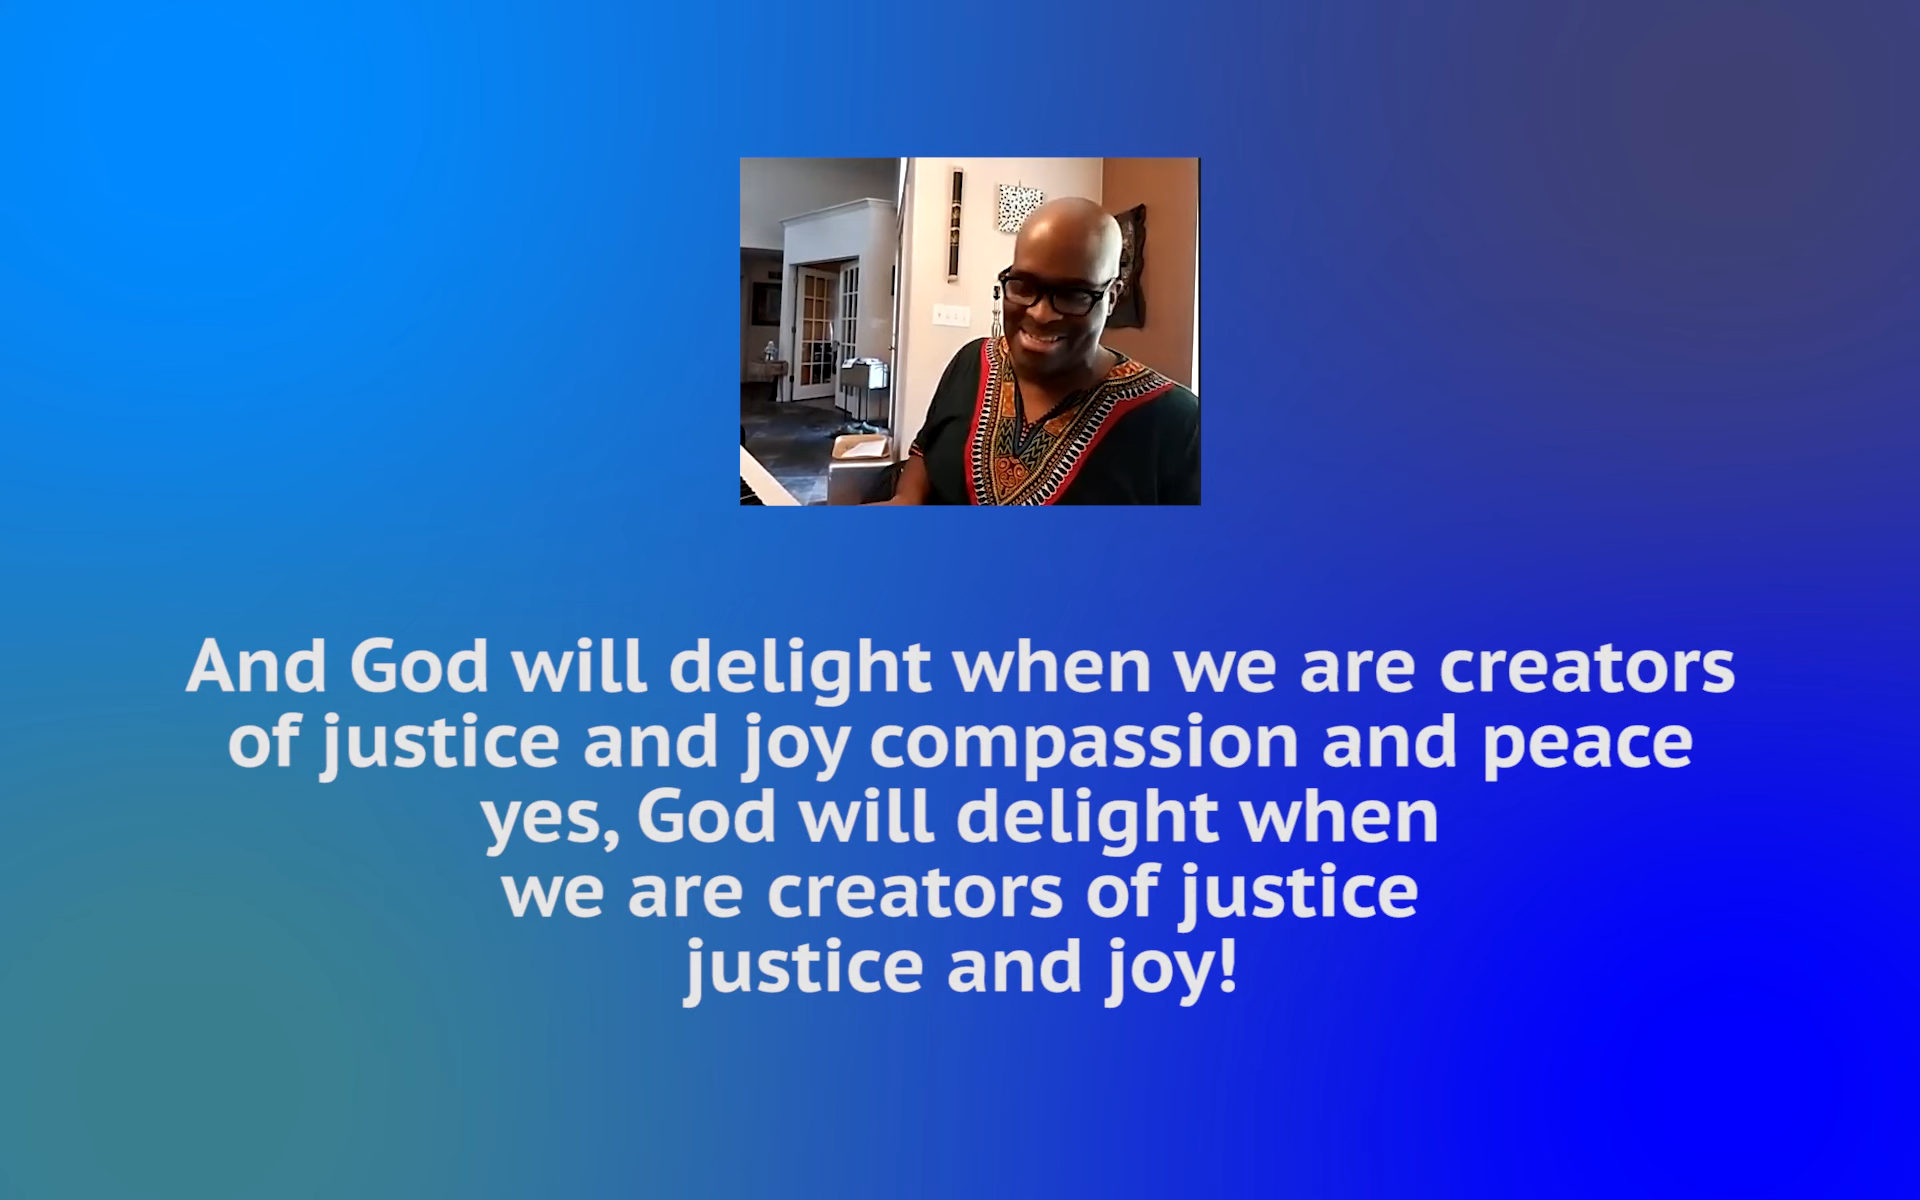 And God will delight when we are creators
of justice and joy compassion and peace
yes, God will delight when
we are creators of justice
justice and joy!